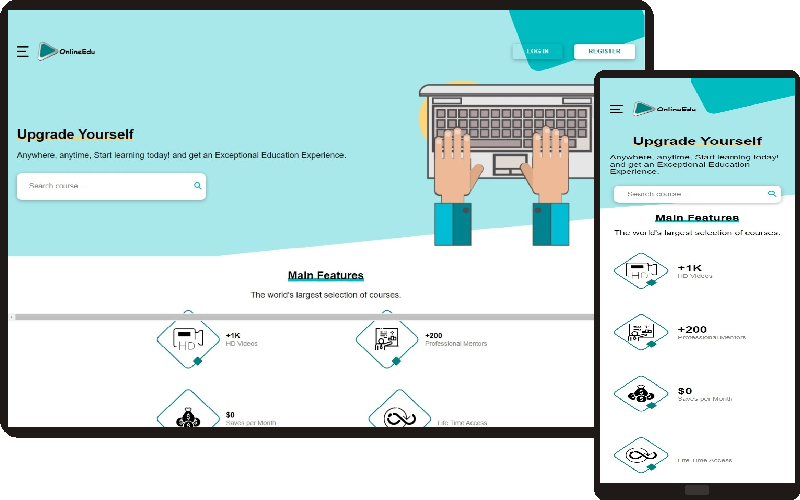 OnlineEdu
LOG IN
REGISTER
Upgrade Yourself
Anywhere, anytime, Start learning today! and get an Exceptional Education Experience.
Search course
Main Features
The world's largest selection of courses.
HD
+1K
HD Videos
+200
Professional Mentors
$0
Saves per Month
Life Time Access
OnlineEdu
Upgrade Yourself
Anywhere, anytime, Start learning today!
and get an Exceptional Education
Experience.
Search course
Main Features
The world's largest selection of courses.
HD
+1K
HD Videos
+200
Professional Mentors
$0
Saves per Month
Life Time Access